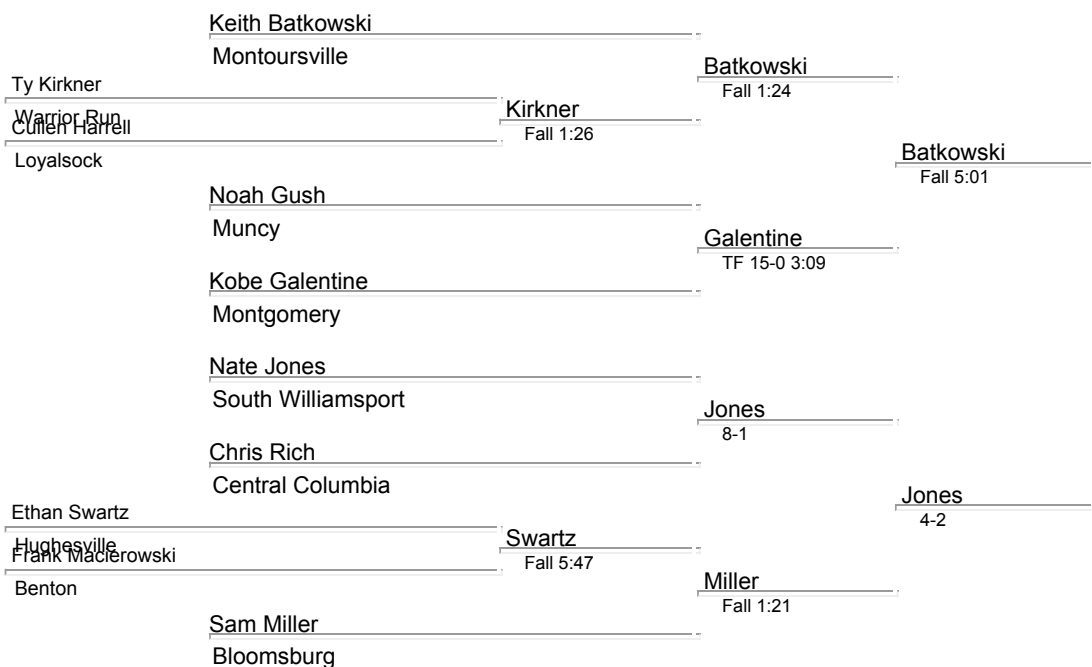 Keith Batkowski
Montoursville
Batkowski
Fall 1:24
Ty Kirkner
Warrior Run
Kirkner
Fall 1:26
Cullen Harrell
Loyalsock
Batkowski
Fall 5:01
Noah Gush
Muncy
Galentine
TF 15-0 3:09
Kobe Galentine
Montgomery
Nate Jones
South Williamsport
Jones
8-1
Chris Rich
Central Columbia
Jones
4-2
Ethan Swartz
Hughesville
Swartz
Fall 5:47
Frank Macierowski
Benton
Miller
Fall 1:21
Sam Miller
Bloomsburg